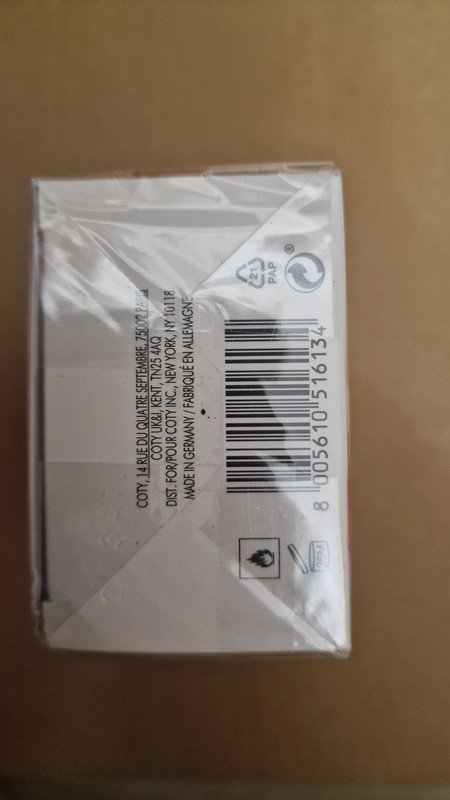 COTY, 14 RUE DU QUATRE SEPTEMBRE, 75002 PARIS
COTY UK&I, KENT, TN25 4AQ
DIST. FOR/POUR COTY INC., NEW YORK, NY 10118
MADE IN GERMANY / FABRIQUÉ EN ALLEMAGNE
21
PAP
®
8 005610 516134